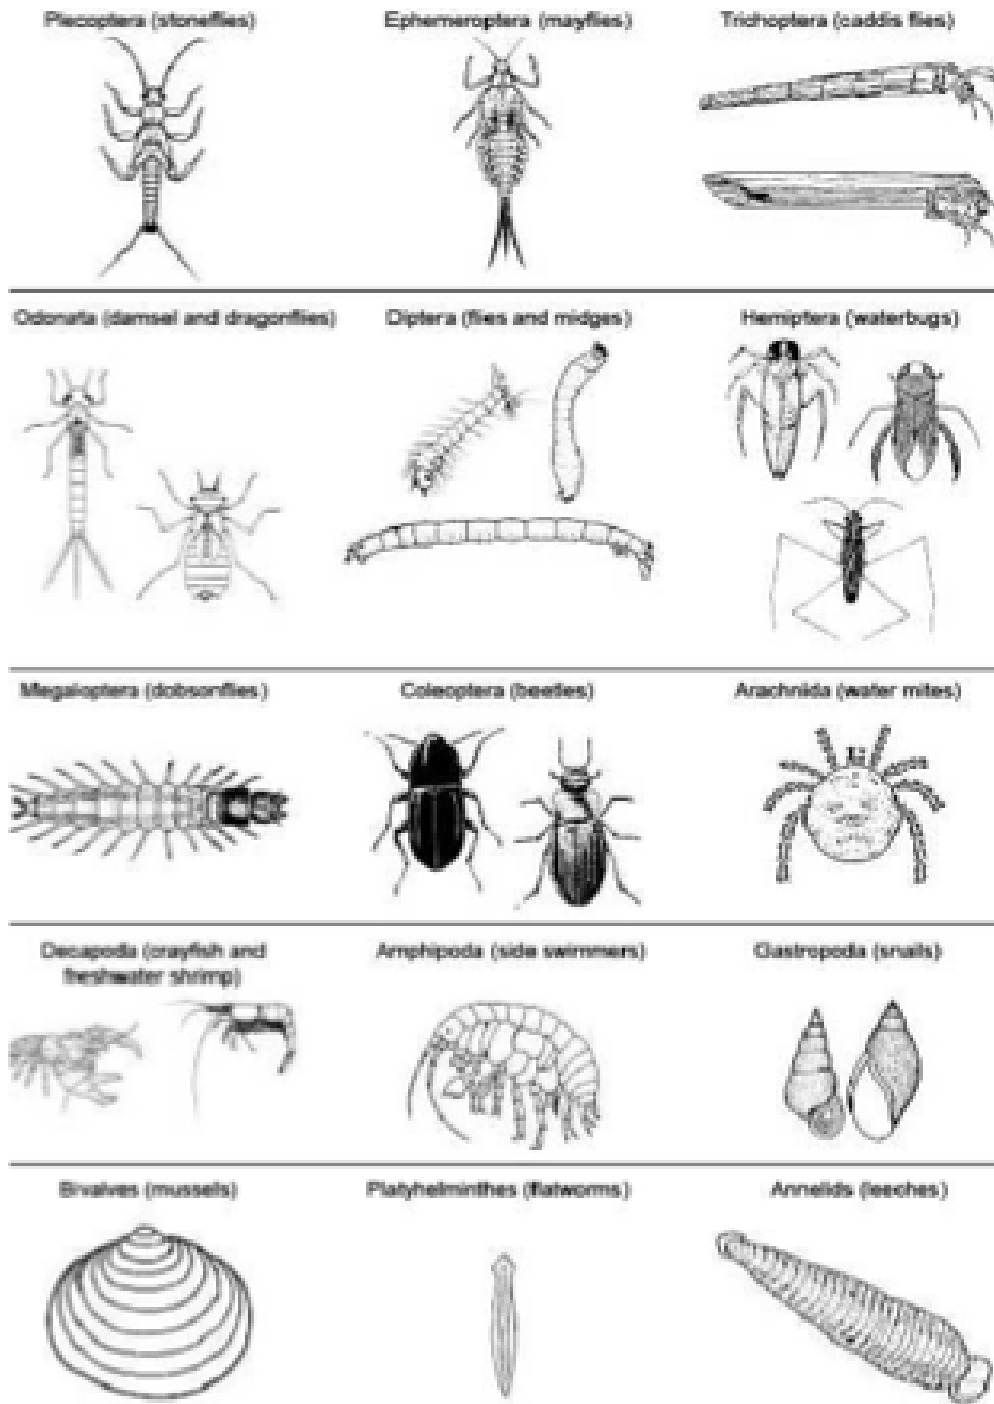 Plecoptera (stoneflies)
Ephemeroptera (mayflies)
Trichoptera (caddis flies)
Odonata (damsel and dragonflies)
Diptera (flies and midges)
Hemiptera (waterbugs)
Megaloptera (dobsonflies)
Coleoptera (beetles)
Arachnida (water mites)
Decapoda (crayfish and
freshwater shrimp)
Amphipoda (side swimmers)
Gastropoda (snails)
Bivalves (mussels)
Platyhelminthes (flatworms)
Annelids (leeches)